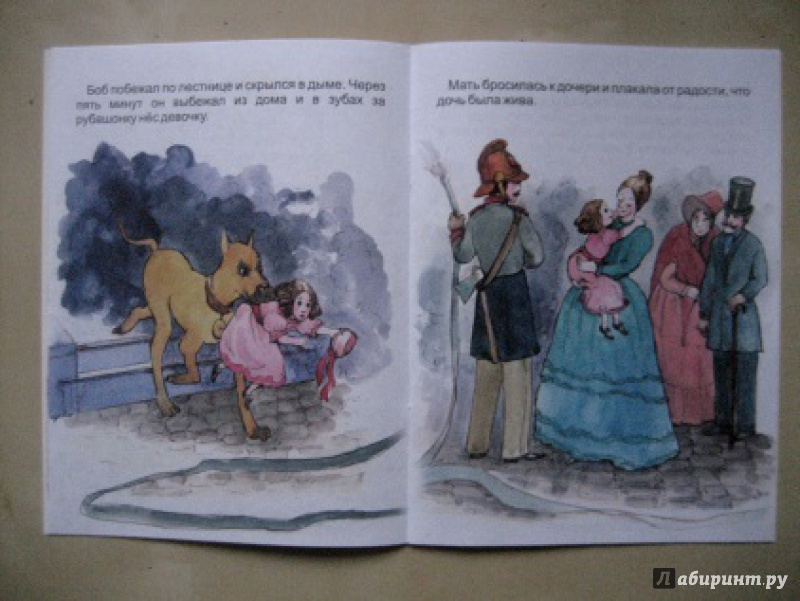 Боб побежал по лестнице и скрылся в дыме. Через
пять минут он выбежал из дома и в зубах за
рубашонку нёс девочку.
Мать бросилась к дочери и плакала от радости, что
дочь была жива.
Лабиринт.ру